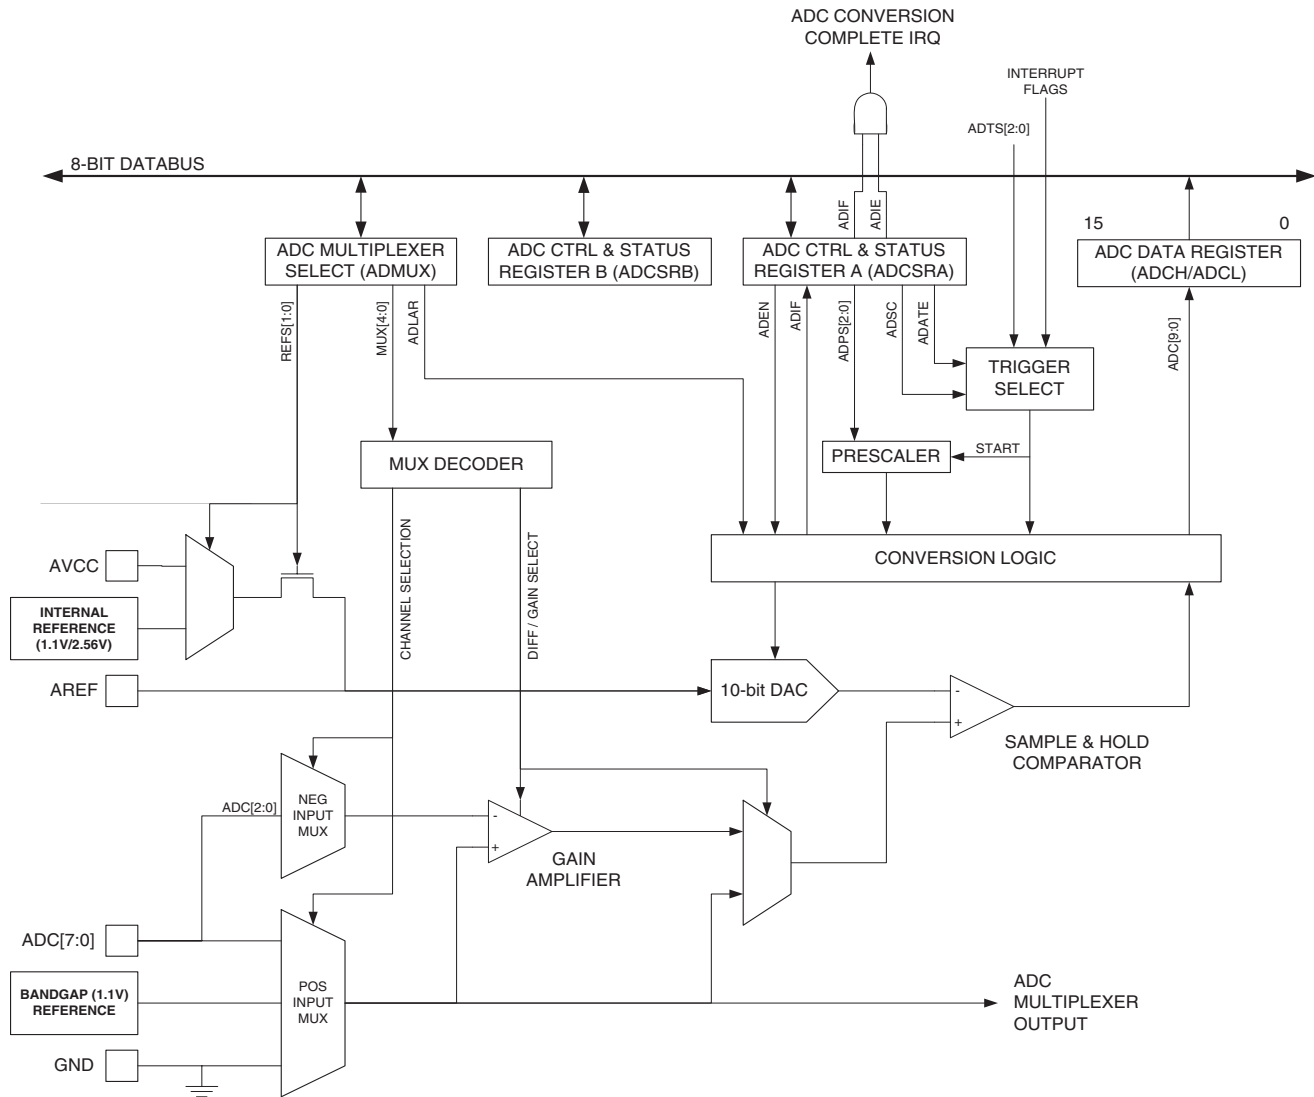 ADC CONVERSION
COMPLETE IRQ
INTERRUPT
FLAGS
ADTS[2:0]
8-BIT DATABUS
ADIF
ADIE
15
0
ADC MULTIPLEXER
SELECT (ADMUX)
ADC CTRL & STATUS
REGISTER B (ADCSRB)
ADC CTRL & STATUS
REGISTER A (ADCSRA)
ADC DATA REGISTER
(ADCH/ADCL)
REFS[1:0]
MUX[4:0]
ADLAR
ADEN
ADIF
ADPS[2:0]
ADSC
ADATE
ADC[9:0]
TRIGGER
SELECT
MUX DECODER
PRESCALER
START
CHANNEL SELECTION
DIFF / GAIN SELECT
CONVERSION LOGIC
AVCC
INTERNAL
REFERENCE
(1.1V/2.56V)
AREF
10-bit DAC
-
+
SAMPLE & HOLD
COMPARATOR
ADC[2:0]
NEG
INPUT
MUX
-
+
GAIN
AMPLIFIER
ADC[7:0]
BANDGAP (1.1V)
REFERENCE
GND
POS
INPUT
MUX
ADC
MULTIPLEXER
OUTPUT